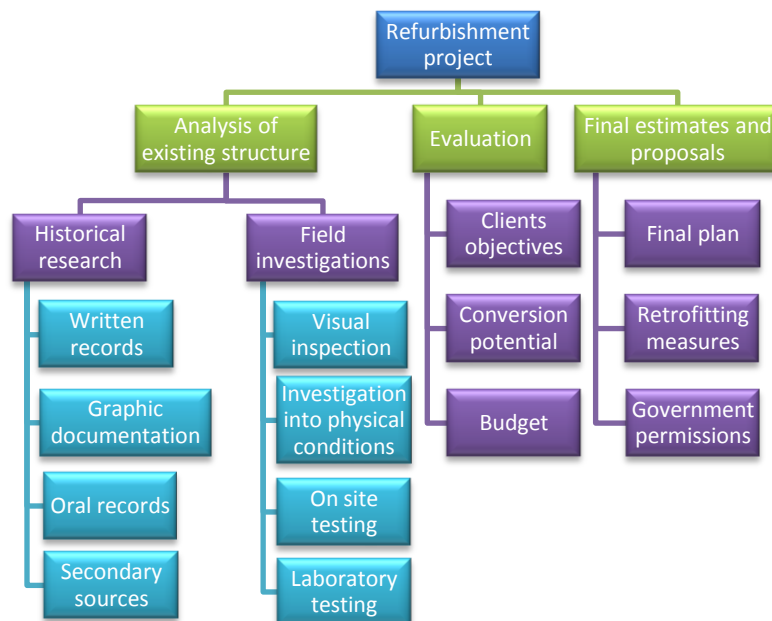 Refurbishment
project
Analysis of
existing structure
Evaluation
Final estimates and
proposals
Historical
research
Field
investigations
Clients
objectives
Final plan
Written
records
Visual
inspection
Conversion
potential
Retrofitting
measures
Graphic
documentation
Investigation
into physical
conditions
Budget
Government
permissions
Oral records
On site
testing
Secondary
sources
Laboratory
testing